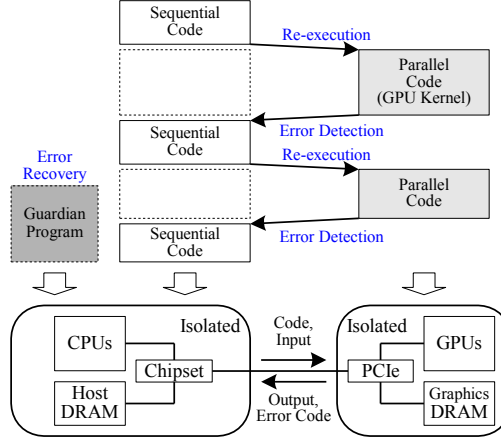 Sequential
Code
Re-execution
Parallel
Code
(GPU Kernel)
Error Detection
Sequential
Code
Re-execution
Error
Recovery
Parallel
Code
Guardian
Program
Sequential
Code
Error Detection
Isolated
Code,
Input
Isolated
CPUs
Chipset
PCIe
GPUs
Host
DRAM
Output,
Error Code
Graphics
DRAM